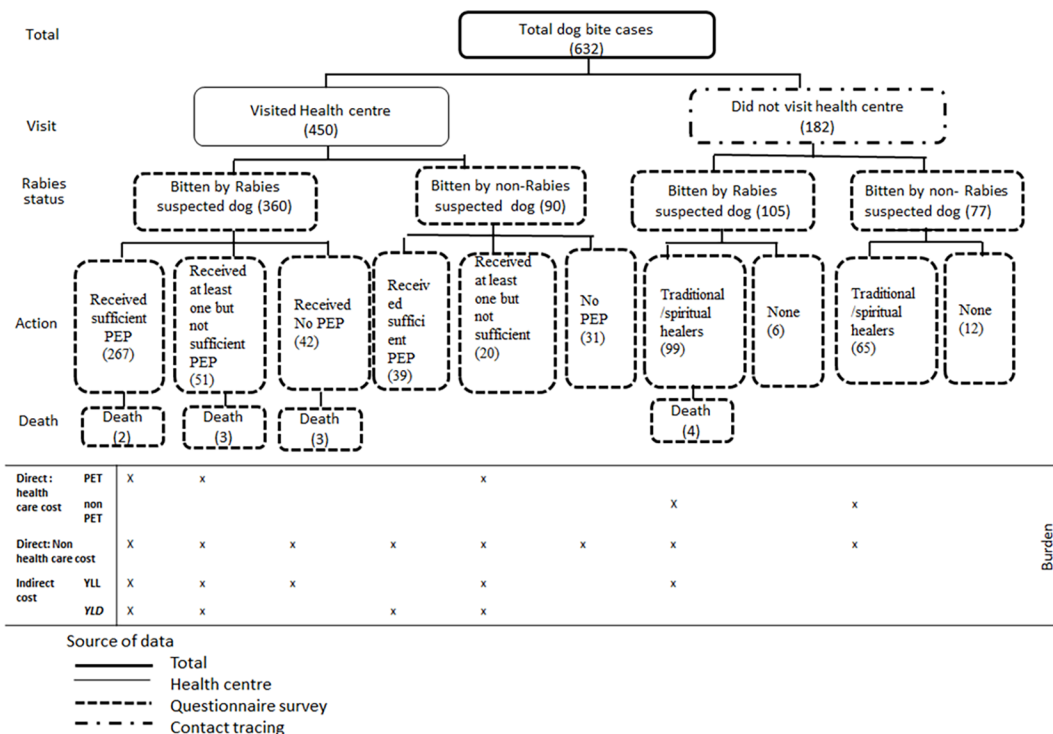 Total
Total dog bite cases
(632)
Visit
Visited Health centre
(450)
Did not visit health centre
(182)
Rabies
status
Bitten by Rabies
suspected dog (360)
Bitten by non-Rabies
suspected dog (90)
Bitten by Rabies
suspected dog (105)
Bitten by non- Rabies
suspected dog (77)
Action
Received
sufficient
PEP
(267)
Received
at least
one but
not
sufficient
PEP
(51)
Received
No PEP
(42)
Receiv
ed
suffici
ent
PEP
(39)
Received at
least one
but not
sufficient
(20)
No
PEP
(31)
Traditional
/spiritual
healers
(99)
None
(6)
Traditional
/spiritual
healers
(65)
None
(12)
Death
Death
(2)
Death
(3)
Death
(3)
Death
(4)
Direct : PET X x x
health
care cost non X x
PET
Direct: Non X x x x x x x x
health care cost
Indirect YLL X x x x x
cost
YLD X x x x
Burden
Source of data
Total
Health centre
Questionnaire survey
Contact tracing